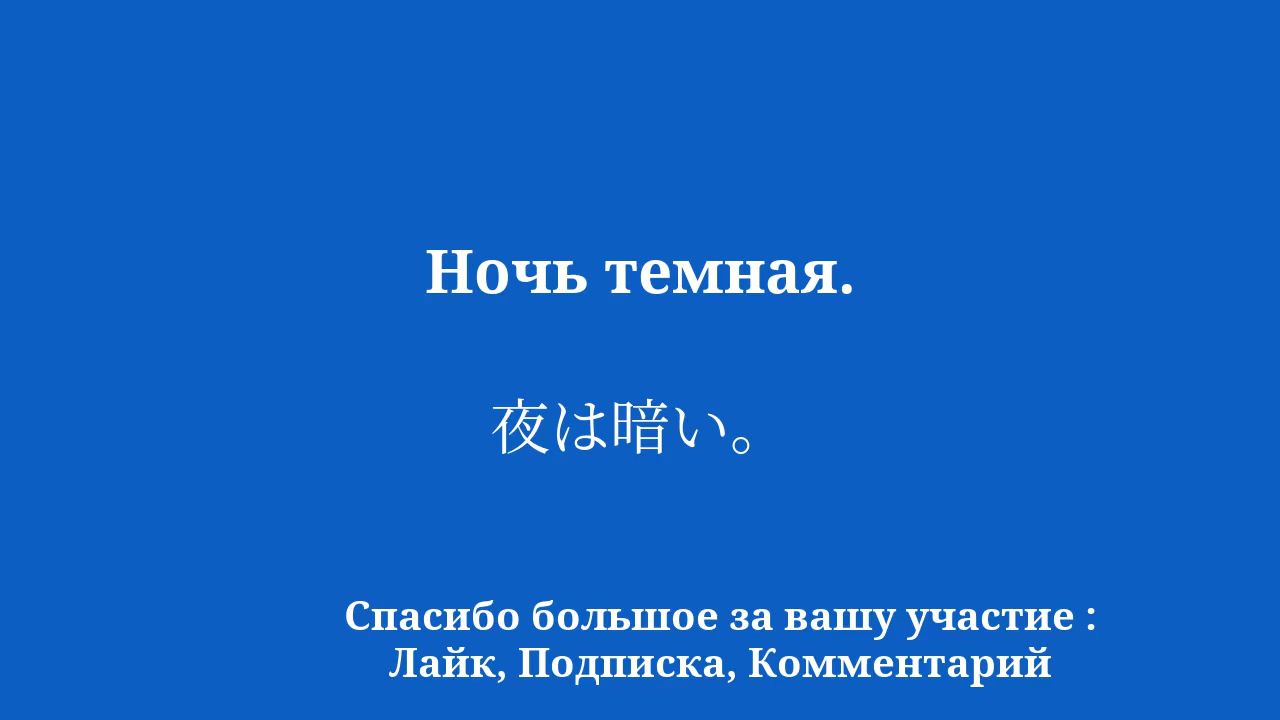 Ночь темная.
夜は暗い。
Спасибо большое за вашу участие :
Лайк, Подписка, Комментарий